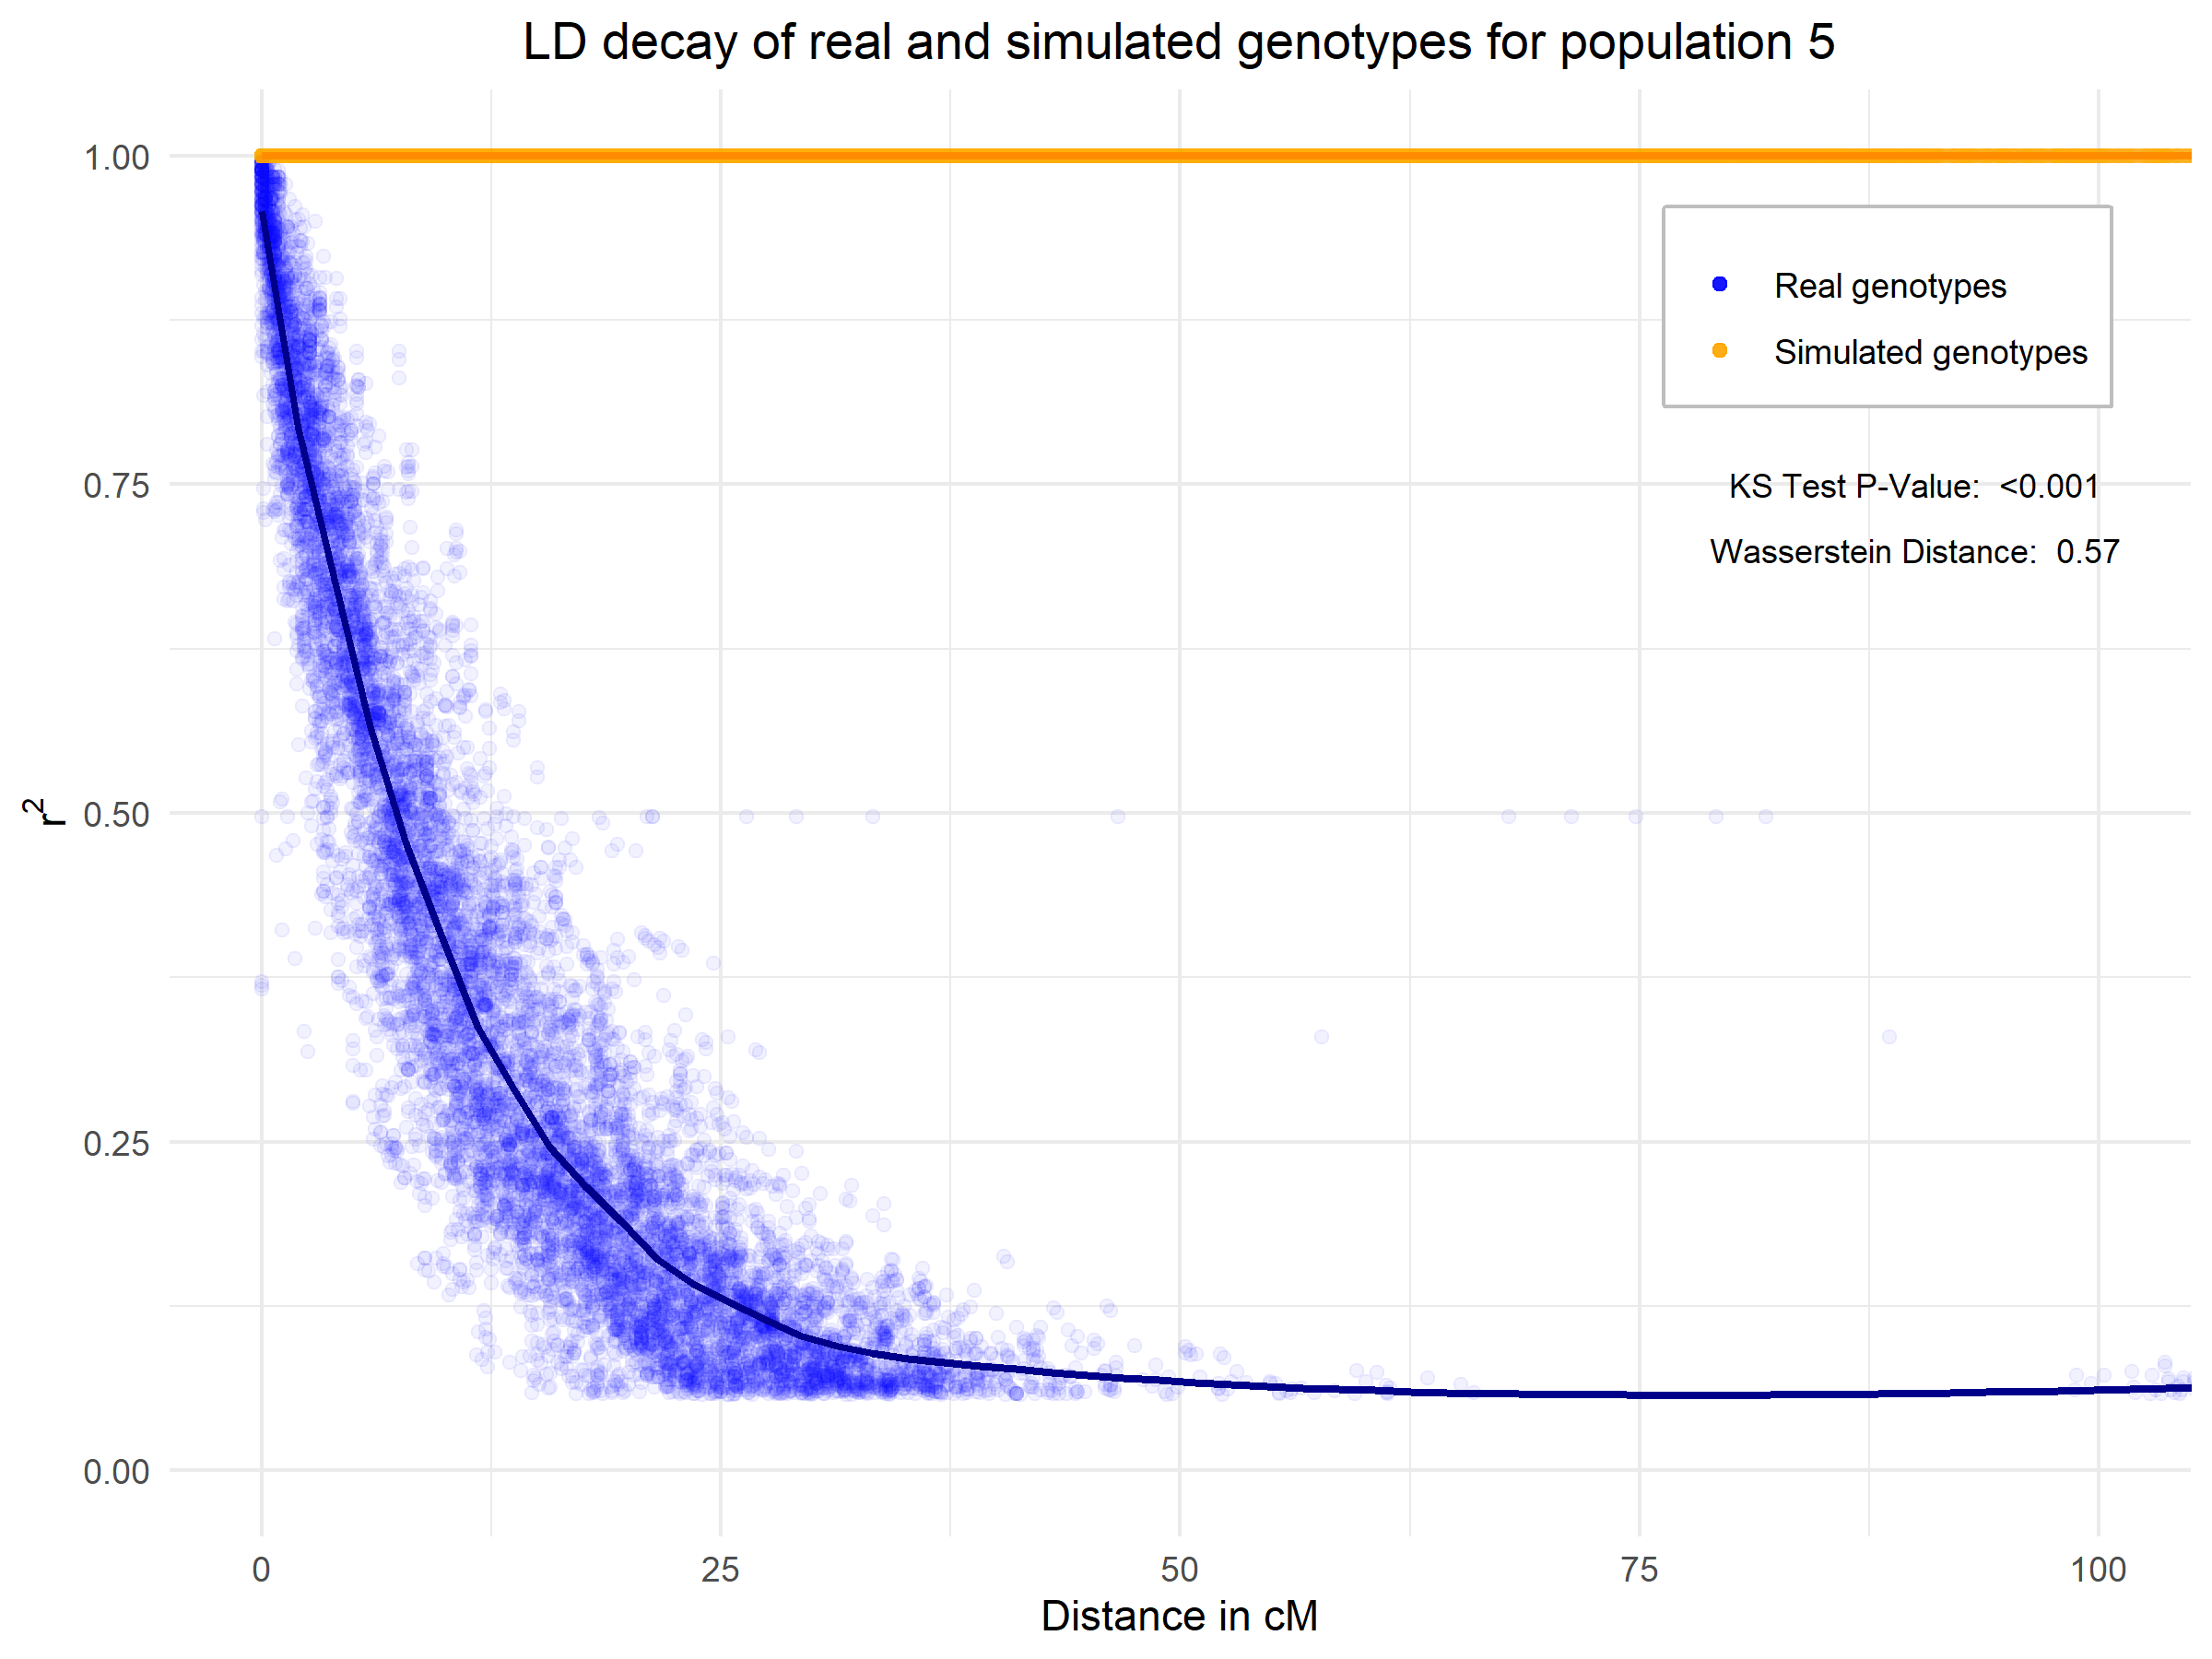 LD decay of real and simulated genotypes for population 5
1.00
0.75
0.50
0.25
0.00
r²
Real genotypes
Simulated genotypes
KS Test P-Value: <0.001
Wasserstein Distance: 0.57
0 25 50 75 100
Distance in cM